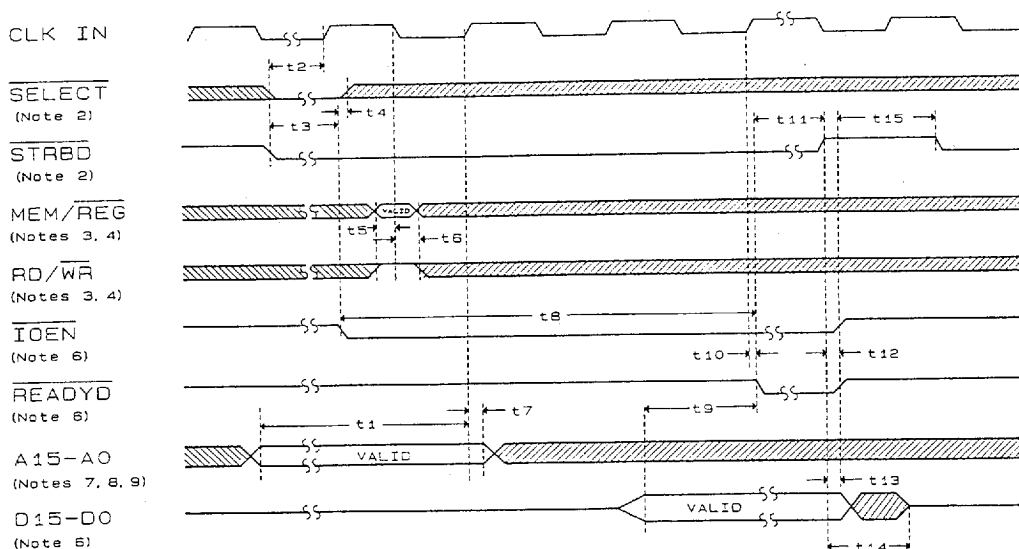 CLK IN
t2
SELECT
(Note 2)
t3
t4
t11
t15
STRBD
(Note 2)
MEM/REG
(Notes 3, 4)
VALID
t5
t6
RD/WR
(Notes 3, 4)
t8
IOEN
(Note 6)
t10
t12
READYD
(Note 6)
t1
t7
t9
A15-A0
(Notes 7, 8, 9)
VALID
t13
D15-D0
(Note 6)
VALID
t14